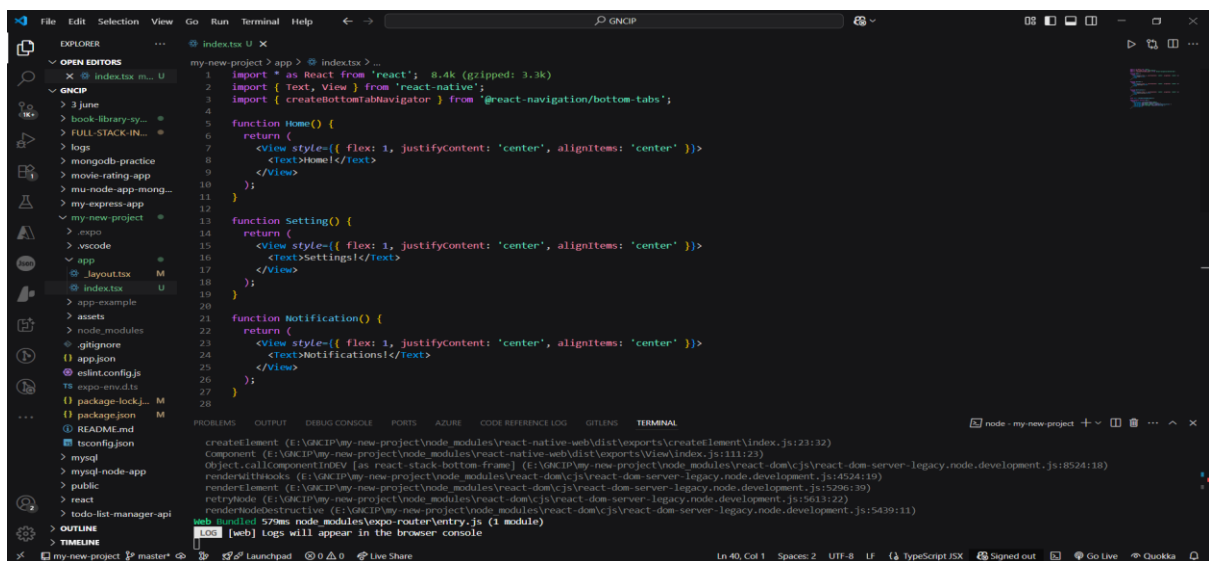 File Edit Selection View Go Run Terminal Help
GNCIP
EXPLORER
OPEN EDITORS
index.tsx m... U
GNCIP
3 june
book-library-sy...
FULL-STACK-IN...
logs
mongodb-practice
movie-rating-app
mu-node-app-mong...
my-express-app
my-new-project
.expo
.vscode
app
_layout.tsx M
index.tsx U
app-example
assets
node_modules
.gitignore
app.json
eslint.config.js
TS expo-env.d.ts
package-lock.j... M
package.json M
README.md
tsconfig.json
mysql
mysql-node-app
public
react
todo-list-manager-api
OUTLINE
TIMELINE
1K+
1
JSON
index.tsx U
my-new-project > app > index.tsx > ...
1 import * as React from 'react'; 8.4k (gzipped: 3.3k)
2 import { Text, View } from 'react-native';
3 import { createBottomTabNavigator } from '@react-navigation/bottom-tabs';
4
5 function Home() {
6 return (
7 <View style={{ flex: 1, justifyContent: 'center', alignItems: 'center' }}>
8 <Text>Home!</Text>
9 </View>
10 );
11 }
12
13 function Setting() {
14 return (
15 <View style={{ flex: 1, justifyContent: 'center', alignItems: 'center' }}>
16 <Text>Settings!</Text>
17 </View>
18 );
19 }
20
21 function Notification() {
22 return (
23 <View style={{ flex: 1, justifyContent: 'center', alignItems: 'center' }}>
24 <Text>Notifications!</Text>
25 </View>
26 );
27 }
28
PROBLEMS OUTPUT DEBUG CONSOLE PORTS AZURE CODE REFERENCE LOG GITLENS TERMINAL
node - my-new-project
createElement (E:\GNCIP\my-new-project\node_modules\react-native-web\dist\exports\createElement\index.js:23:32)
Component (E:\GNCIP\my-new-project\node_modules\react-native-web\dist\exports\View\index.js:111:23)
Object.callComponentInDEV [as react-stack-bottom-frame] (E:\GNCIP\my-new-project\node_modules\react-dom\cjs\react-dom-server-legacy.node.development.js:8524:18)
renderWithHooks (E:\GNCIP\my-new-project\node_modules\react-dom\cjs\react-dom-server-legacy.node.development.js:4524:19)
renderElement (E:\GNCIP\my-new-project\node_modules\react-dom\cjs\react-dom-server-legacy.node.development.js:5296:39)
retryNode (E:\GNCIP\my-new-project\node_modules\react-dom\cjs\react-dom-server-legacy.node.development.js:5613:22)
renderNodeDestructive (E:\GNCIP\my-new-project\node_modules\react-dom\cjs\react-dom-server-legacy.node.development.js:5439:11)
Web Bundled 579ms node_modules\expo-router\entry.js (1 module)
LOG [web] Logs will appear in the browser console
my-new-project master* Launchpad 0 0 Live Share Ln 40, Col 1 Spaces: 2 UTF-8 LF TypeScript JSX Signed out Go Live Quokka